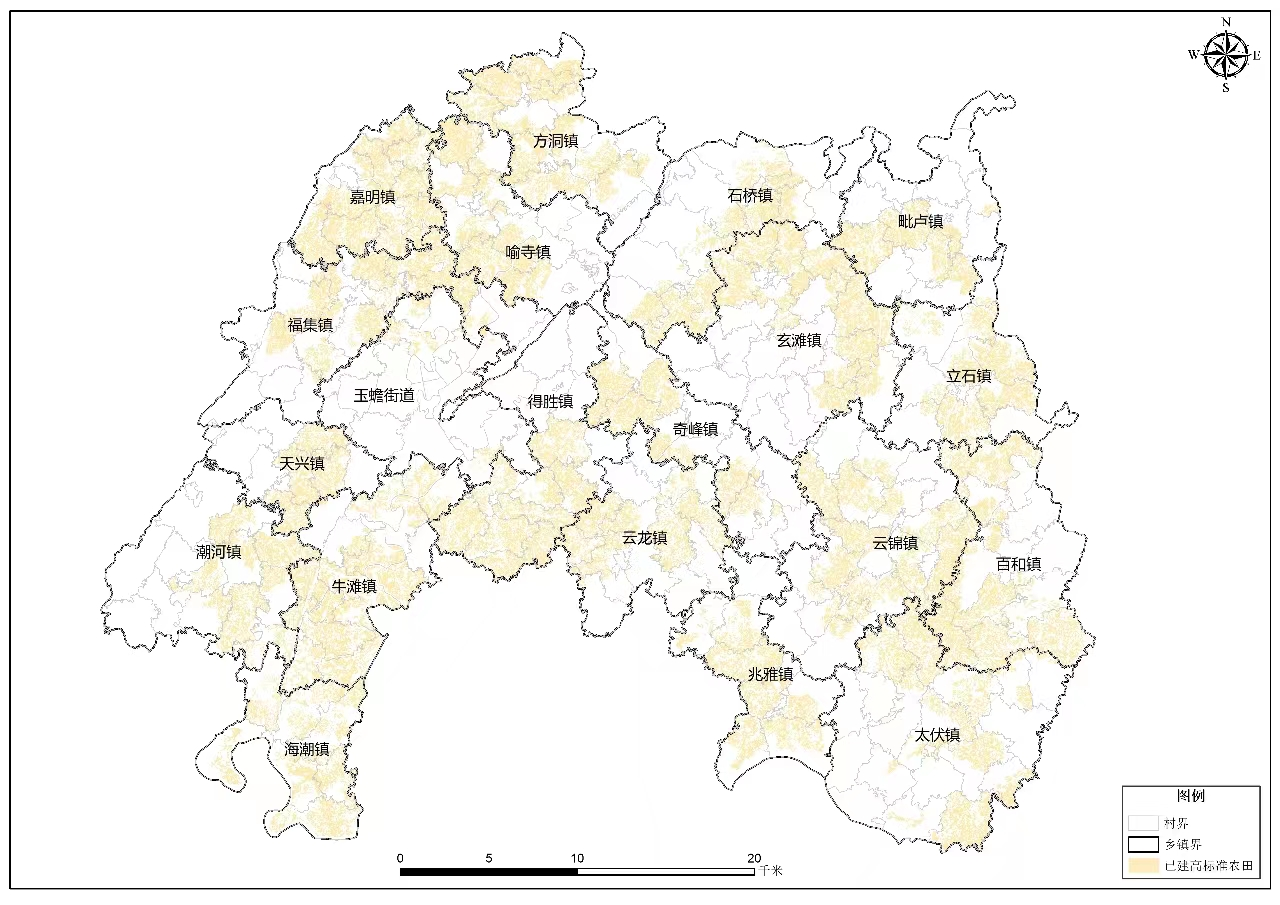 N
W E
S
方洞镇
嘉明镇
石桥镇
毗卢镇
喻寺镇
福集镇
玄滩镇
立石镇
玉蟾街道
得胜镇
奇峰镇
天兴镇
云龙镇
云锦镇
潮河镇
百和镇
牛滩镇
兆雅镇
太伏镇
海潮镇
图例
村界
乡镇界
已建高标准农田
0 5 10 20
千米